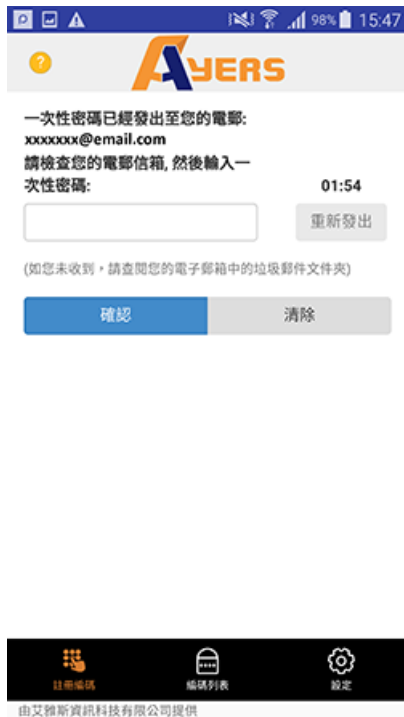 98% 15:47
?
AYERS
一次性密碼已經發出至您的電郵:
xxxxxxx@email.com
請檢查您的電郵信箱, 然後輸入一
次性密碼:
01:54
重新發出
(如您未收到，請查閱您的電子郵箱中的垃圾郵件文件夾)
確認 清除
註冊編碼 編碼列表 設定
由艾雅斯資訊科技有限公司提供